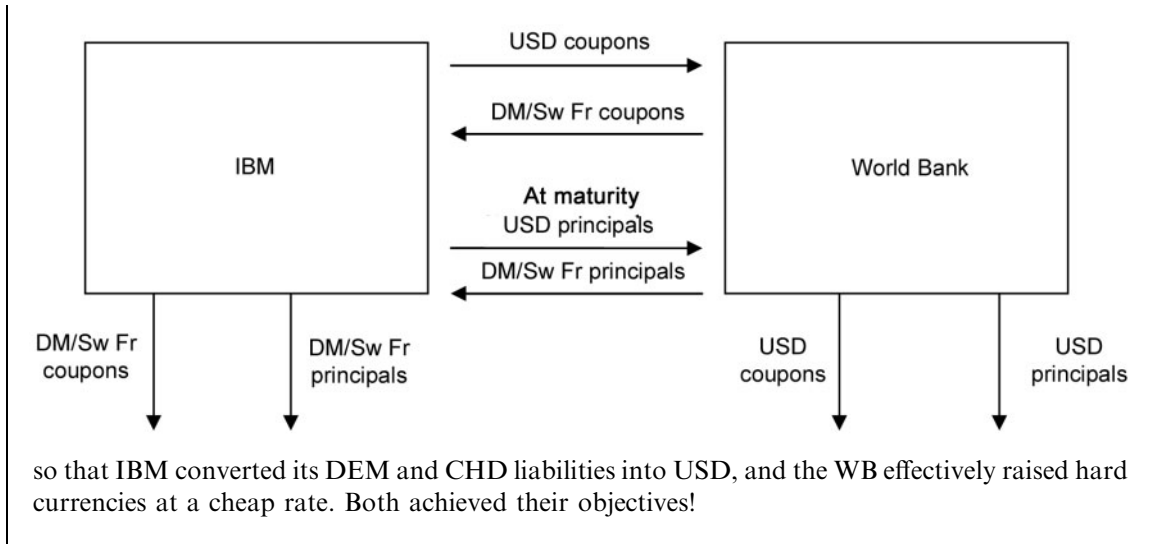 USD coupons
DM/Sw Fr coupons
IBM
World Bank
At maturity
USD principals
DM/Sw Fr principals
DM/Sw Fr
coupons
DM/Sw Fr
principals
USD
coupons
USD
principals
so that IBM converted its DEM and CHD liabilities into USD, and the WB effectively raised hard
currencies at a cheap rate. Both achieved their objectives!